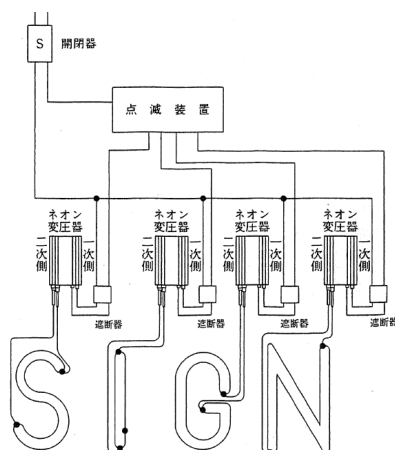 S 開閉器
点滅装置
ネオン変圧器
二次側
一次側
遮断器
ネオン変圧器
二次側
一次側
遮断器
ネオン変圧器
二次側
一次側
遮断器
ネオン変圧器
二次側
一次側
遮断器
SIGN